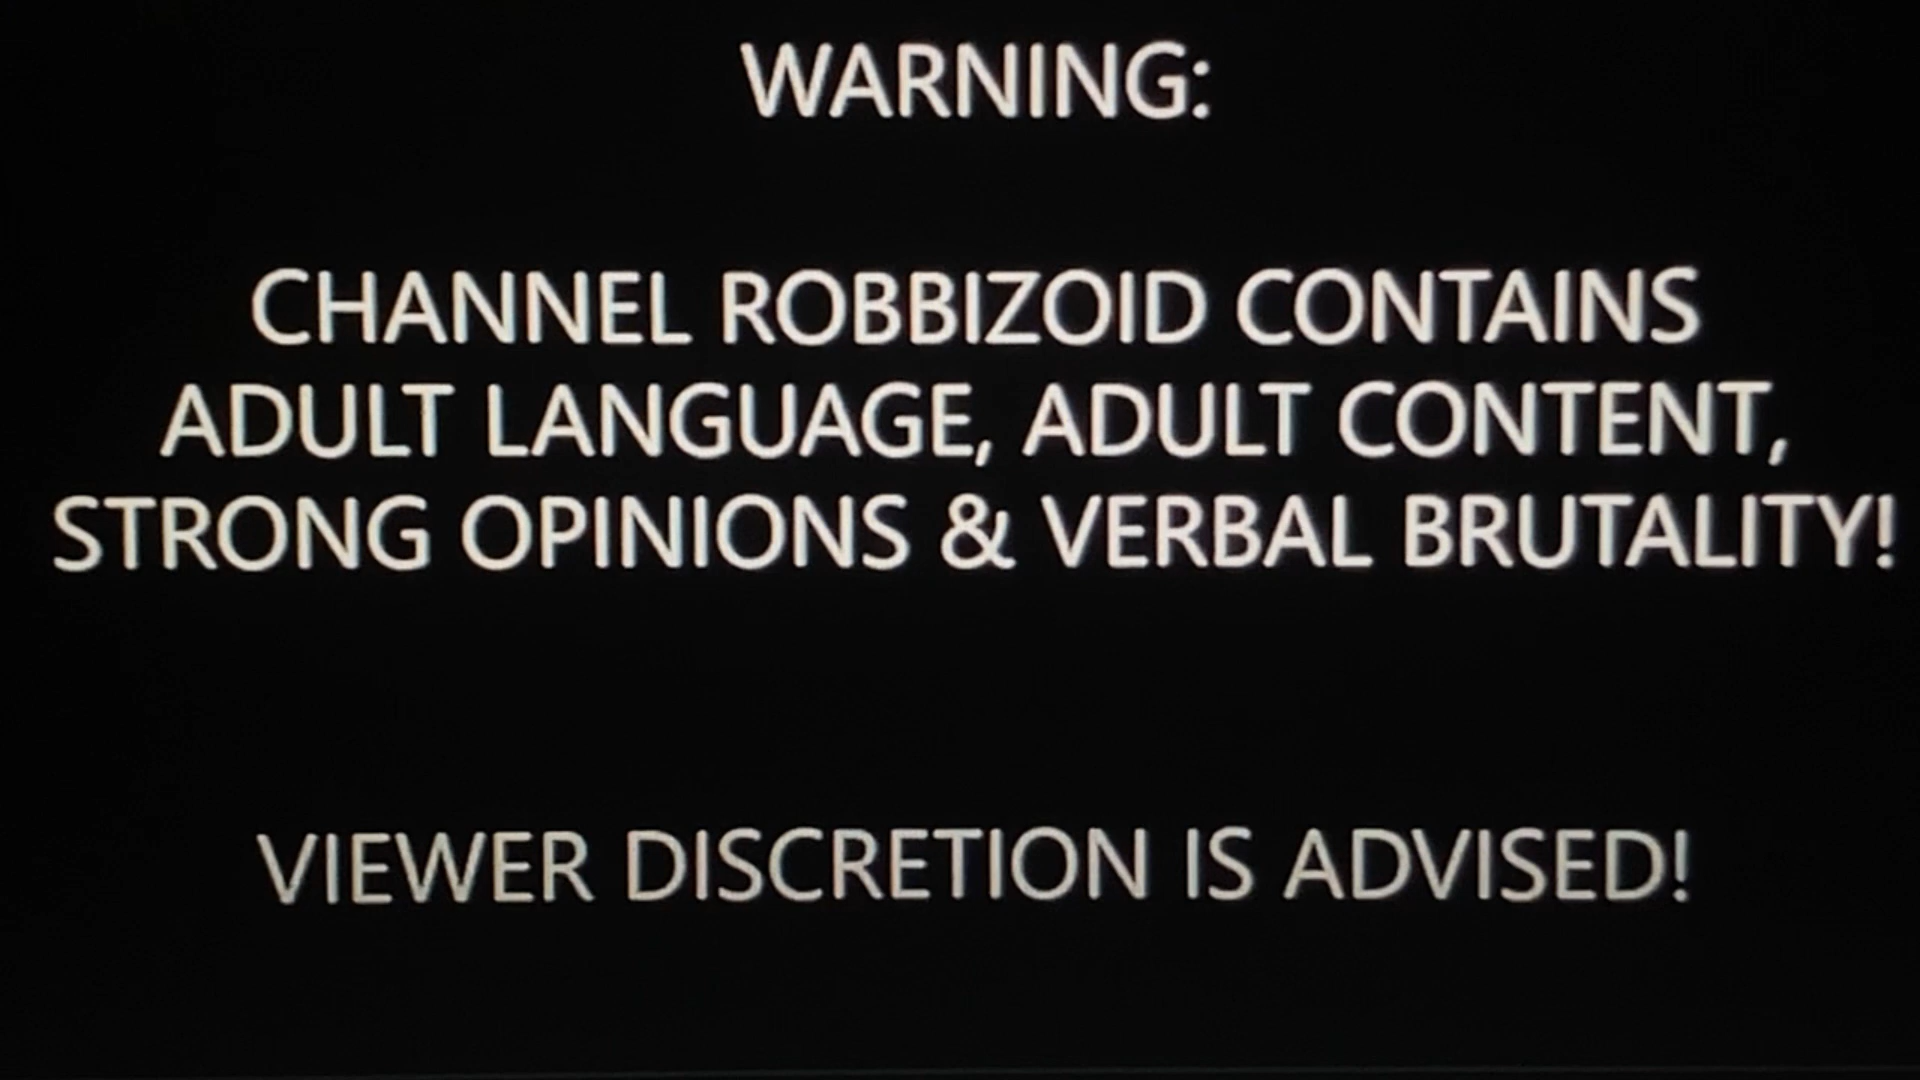 WARNING:
CHANNEL ROBBIZOID CONTAINS
ADULT LANGUAGE, ADULT CONTENT,
STRONG OPINIONS & VERBAL BRUTALITY!
VIEWER DISCRETION IS ADVISED!